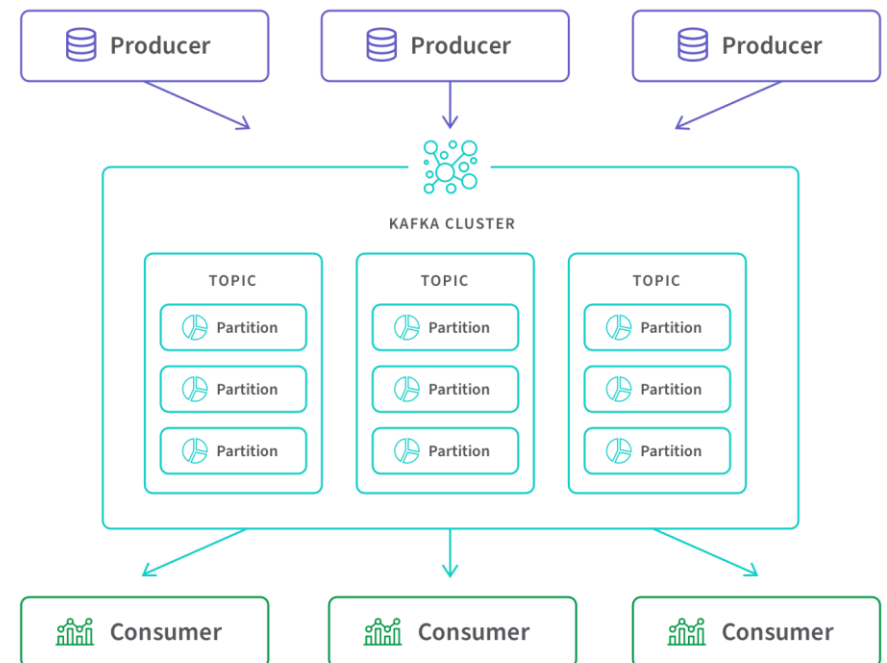 Producer Producer Producer
KAFKA CLUSTER
TOPIC TOPIC TOPIC
Partition Partition Partition
Partition Partition Partition
Partition Partition Partition
Consumer Consumer Consumer